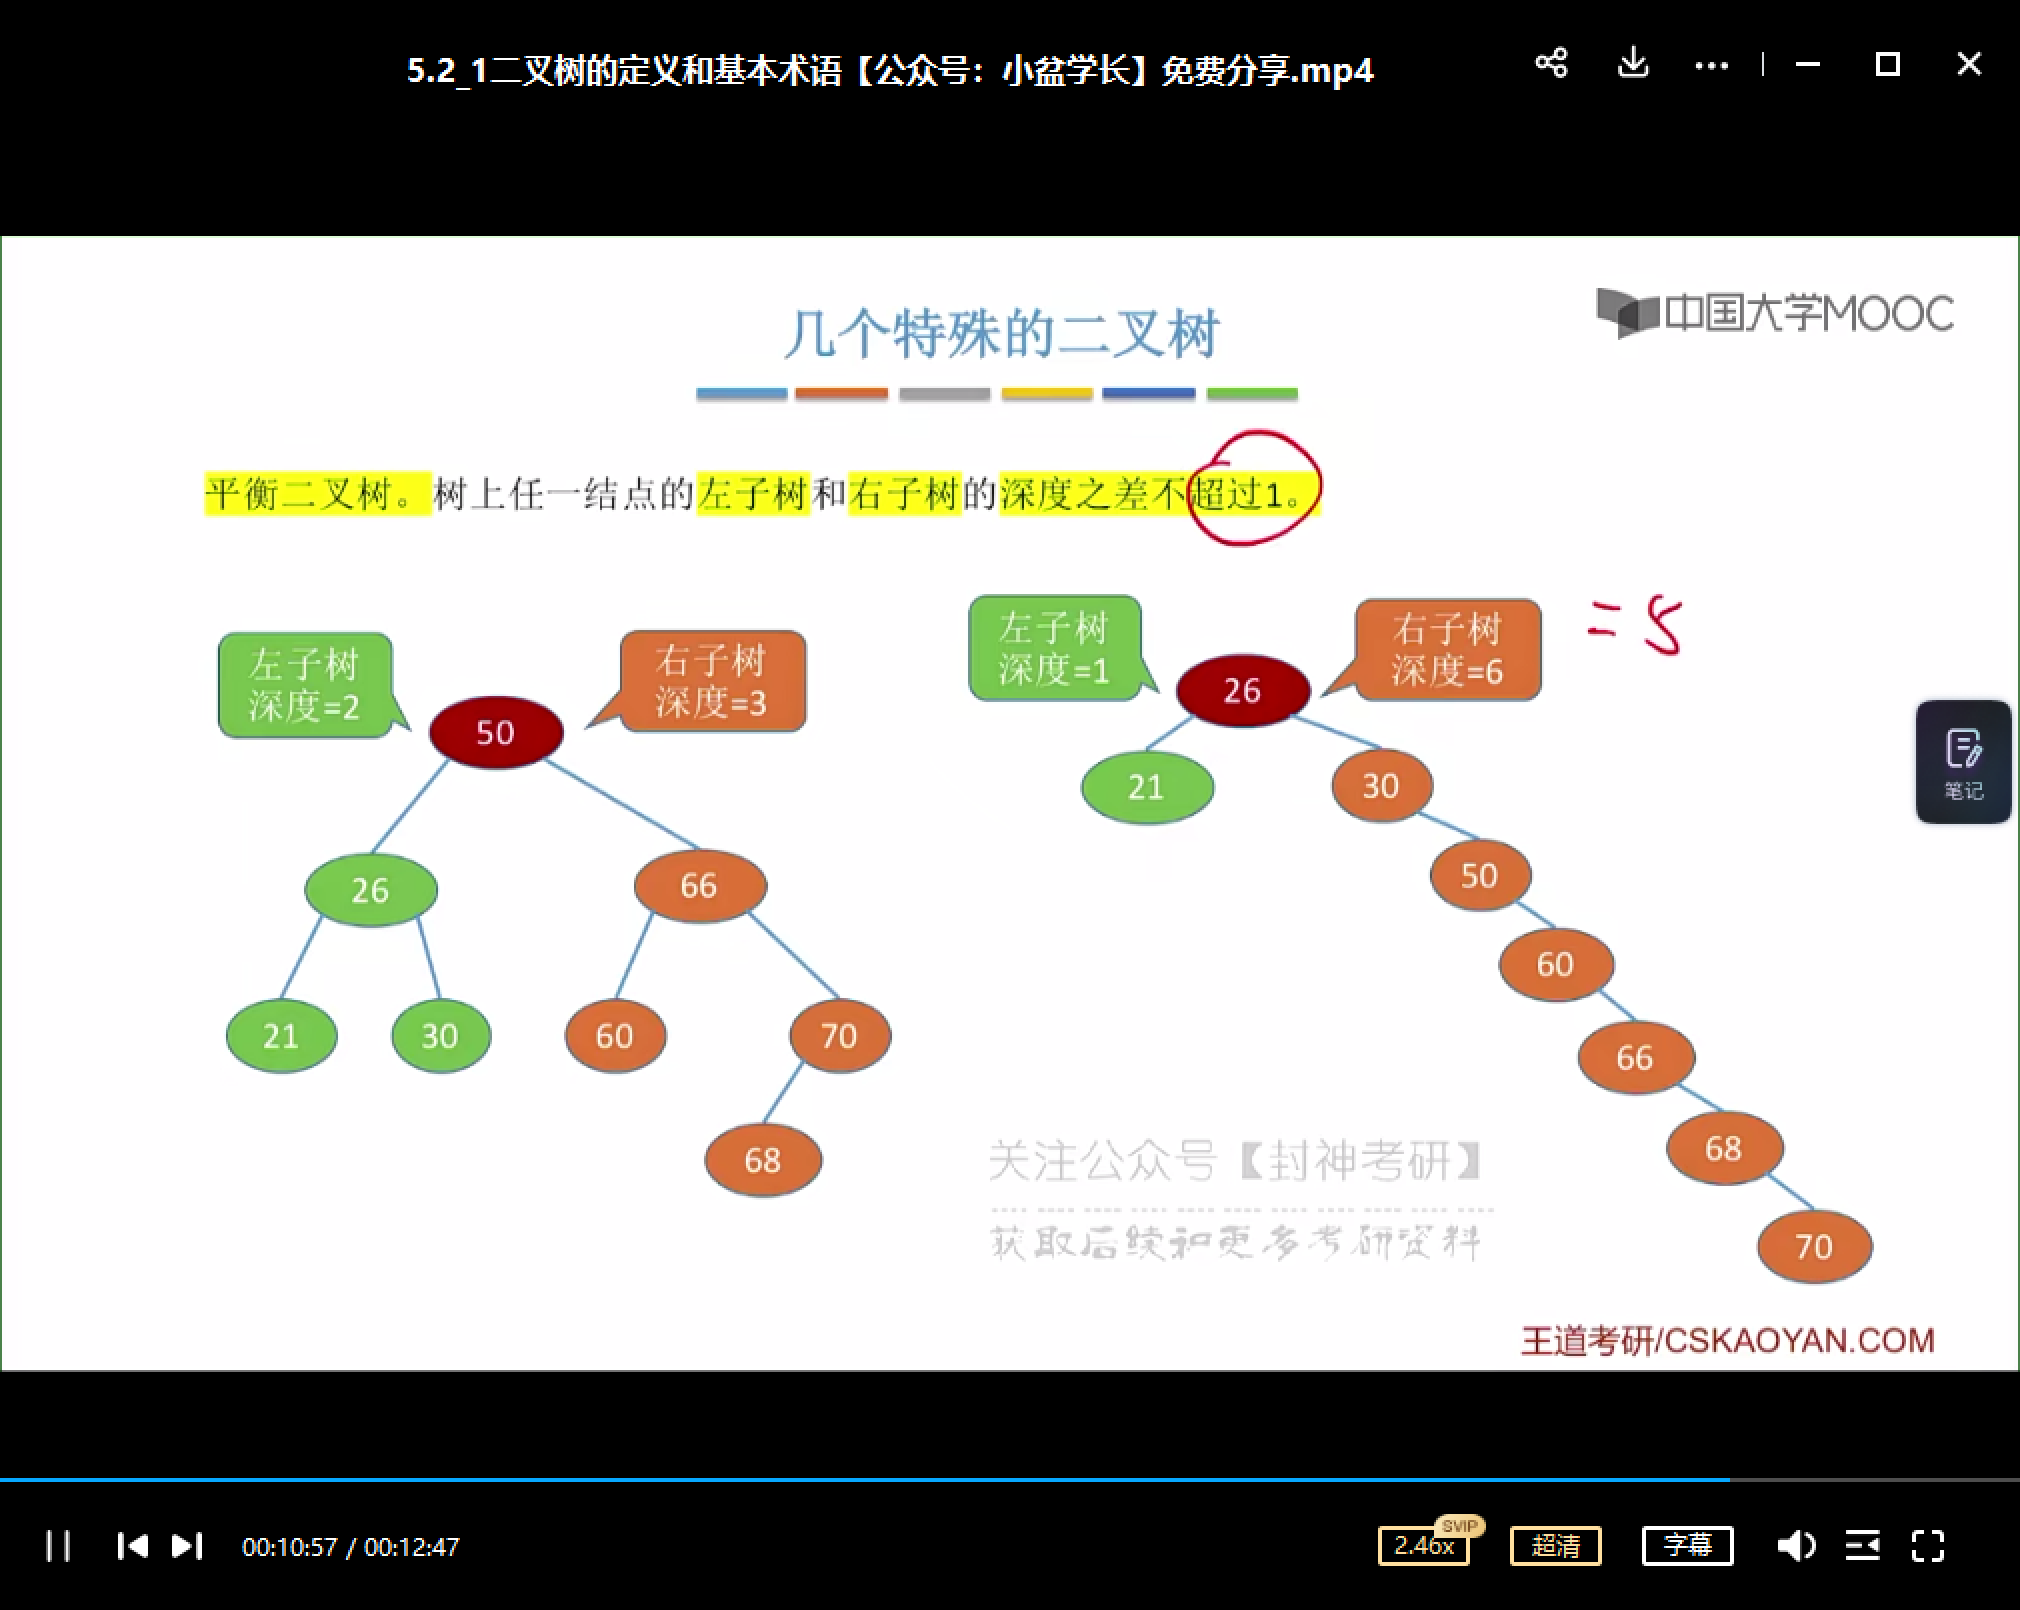 5.2_1二叉树的定义和基本术语【公众号：小盆学长】免费分享.mp4
几个特殊的二叉树
中国大学MOOC
平衡二叉树。树上任一结点的左子树和右子树的深度之差不超过1。
左子树
深度=2
右子树
深度=3
50
26
66
21
30
60
70
68
左子树
深度=1
右子树
深度=6
=5
26
21
30
50
60
66
68
70
笔记
关注公众号【封神考研】
获取后续和更多考研资料
王道考研/CSKAOYAN.COM
00:10:57 / 00:12:47
2.46x
SVIP
超清
字幕